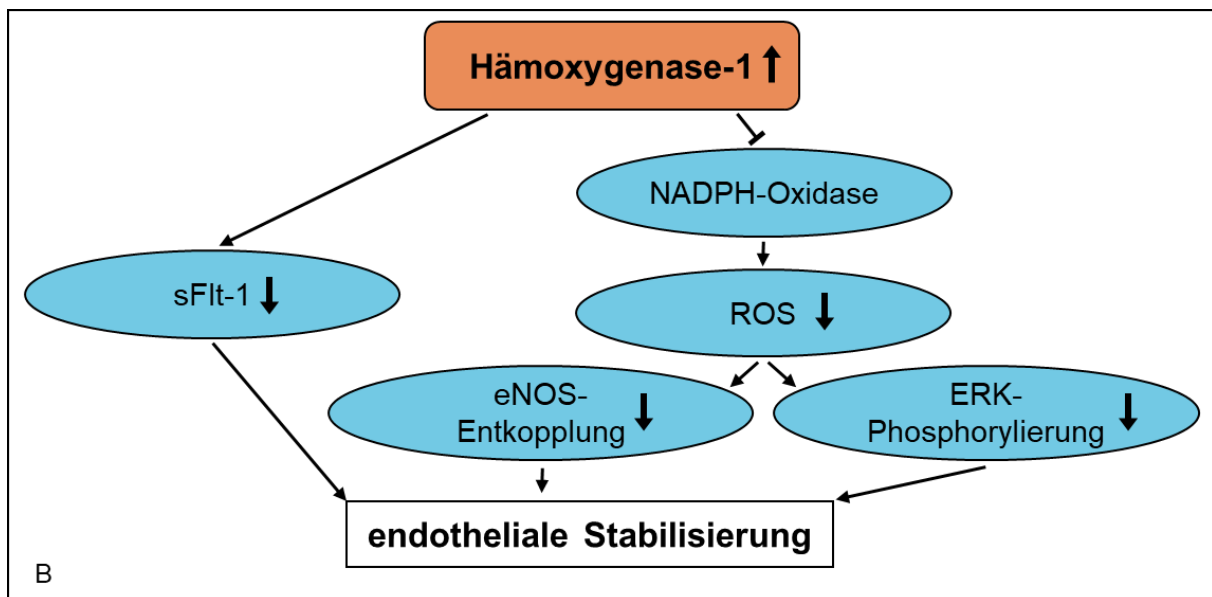 Hämoxygenase-1
NADPH-Oxidase
sFlt-1
ROS
eNOS-
Entkopplung
ERK-
Phosphorylierung
endotheliale Stabilisierung
B